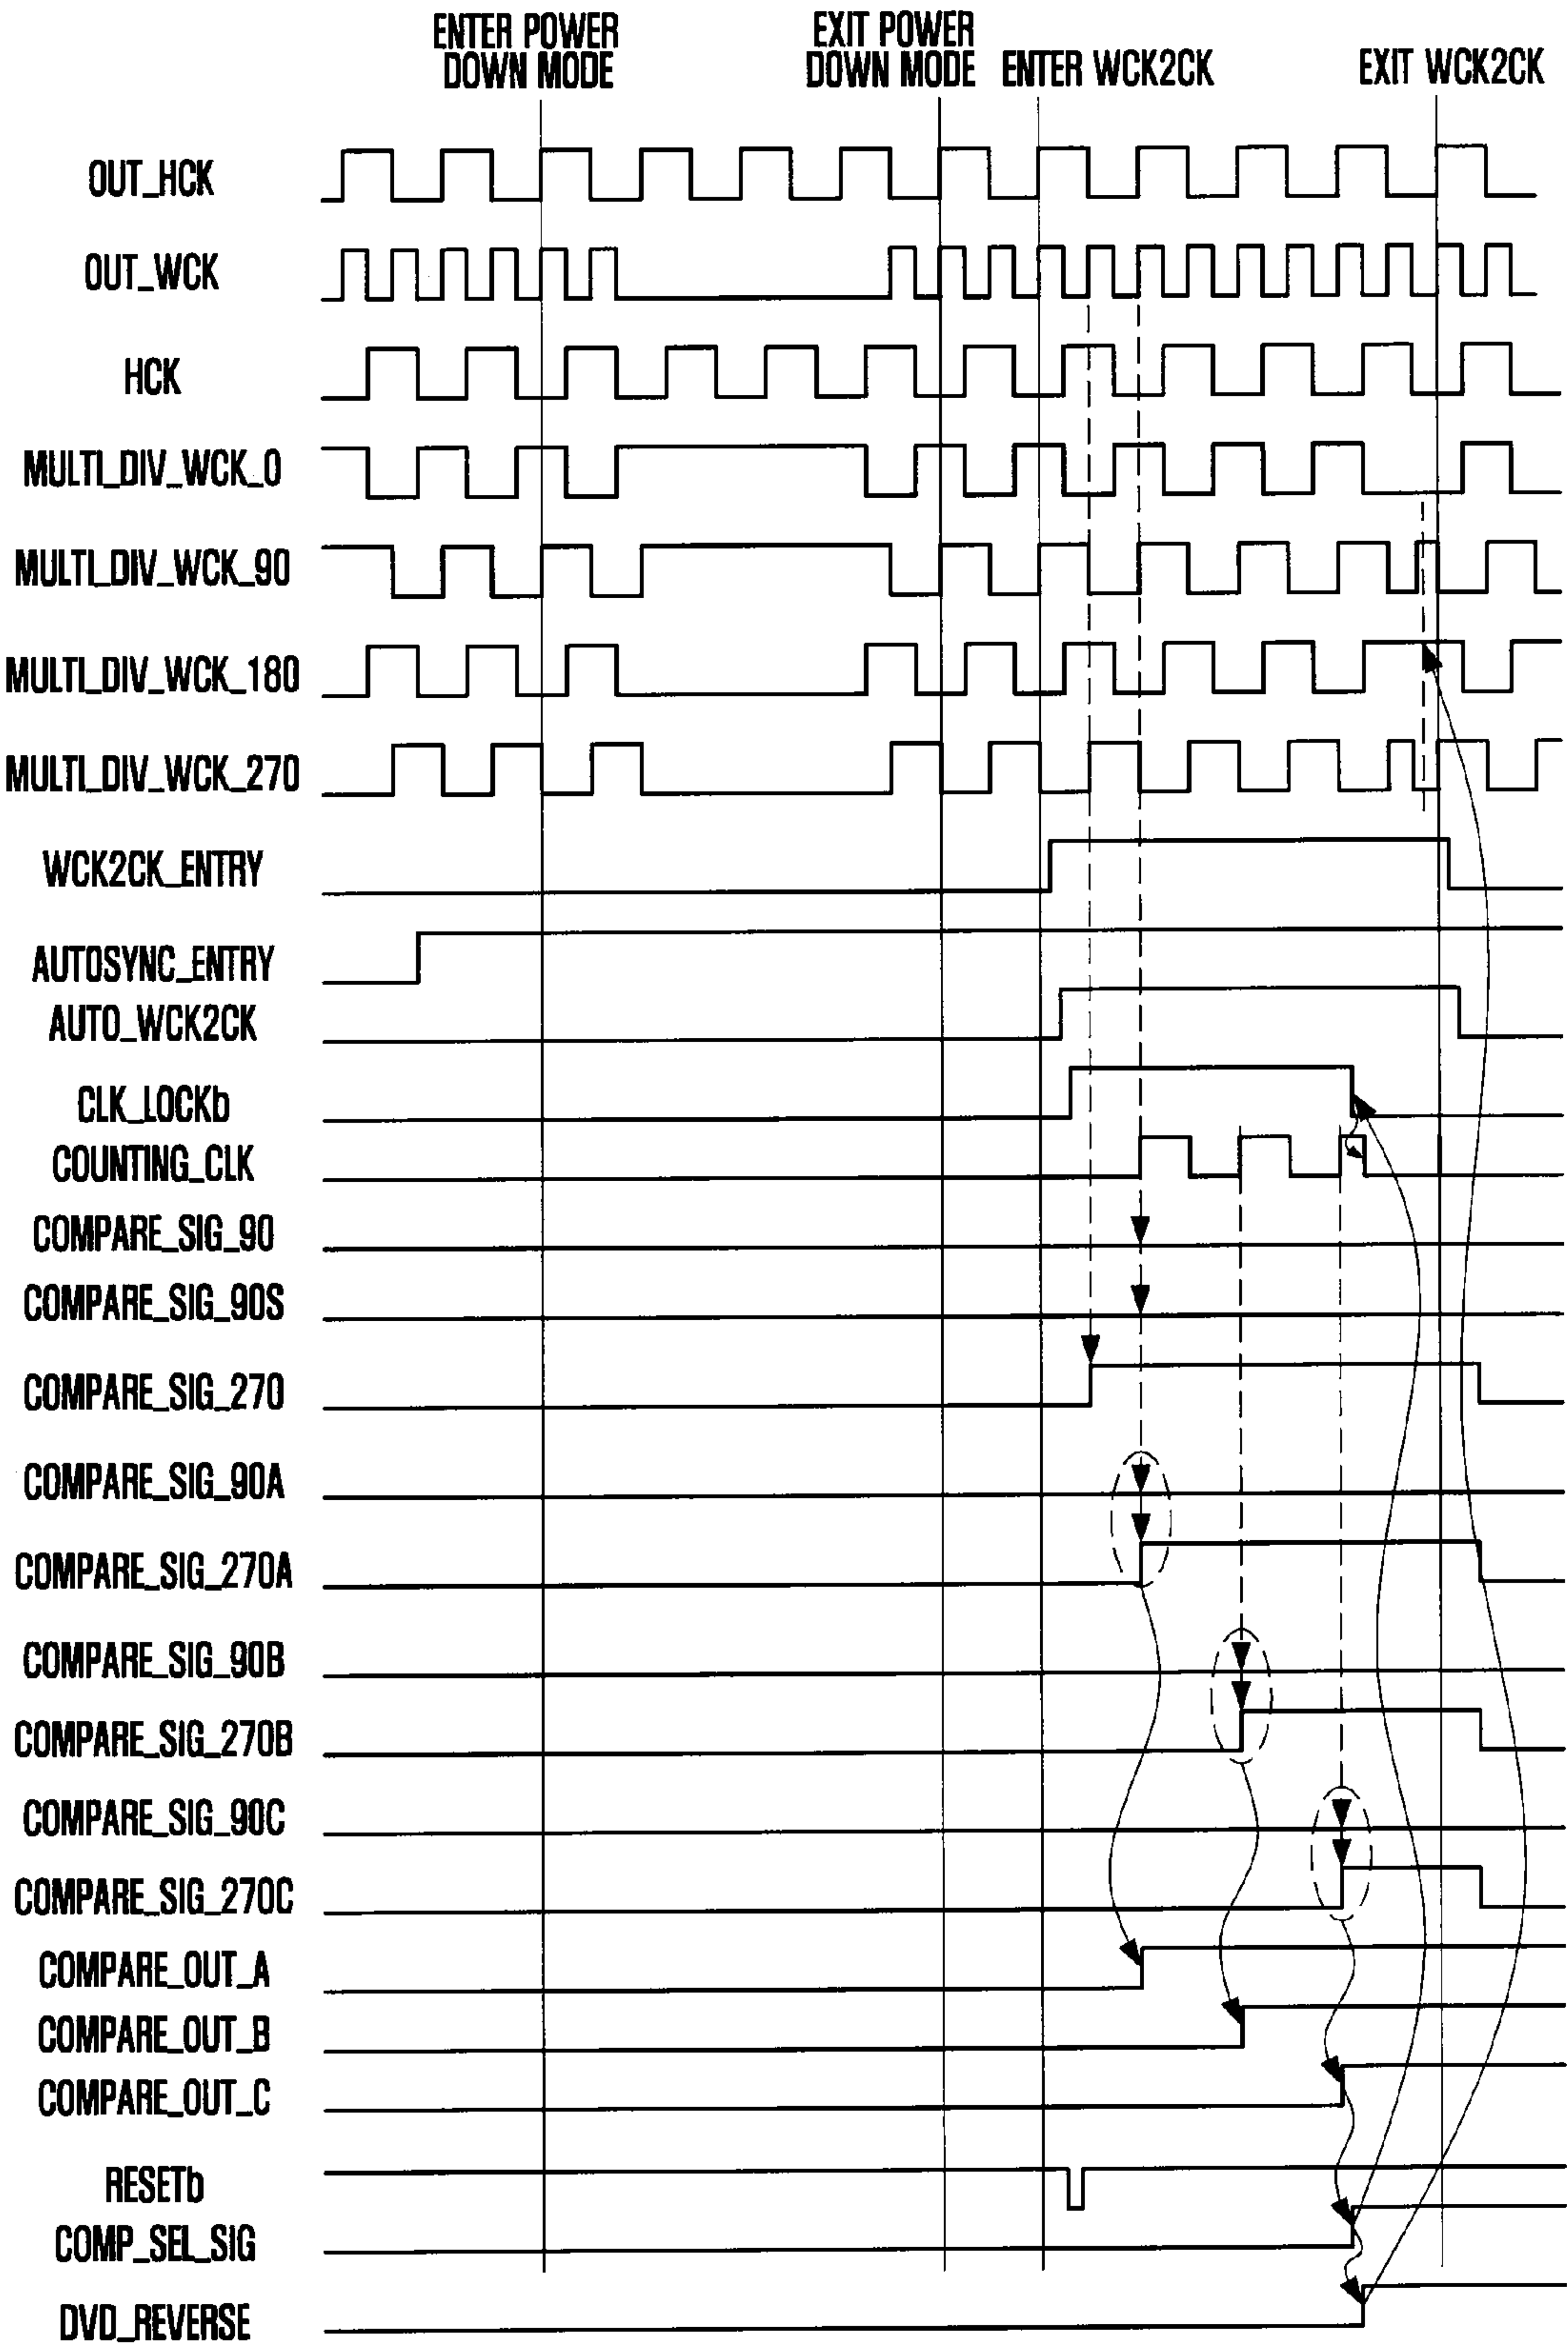 ENTER POWER
DOWN MODE
EXIT POWER
DOWN MODE
ENTER WCK2CK
EXIT WCK2CK
OUT_HCK
OUT_WCK
HCK
MULTI_DIV_WCK_0
MULTI_DIV_WCK_90
MULTI_DIV_WCK_180
MULTI_DIV_WCK_270
WCK2CK_ENTRY
AUTOSYNC_ENTRY
AUTO_WCK2CK
CLK_LOCKb
COUNTING_CLK
COMPARE_SIG_90
COMPARE_SIG_90S
COMPARE_SIG_270
COMPARE_SIG_90A
COMPARE_SIG_270A
COMPARE_SIG_90B
COMPARE_SIG_270B
COMPARE_SIG_90C
COMPARE_SIG_270C
COMPARE_OUT_A
COMPARE_OUT_B
COMPARE_OUT_C
RESETb
COMP_SEL_SIG
DVD_REVERSE